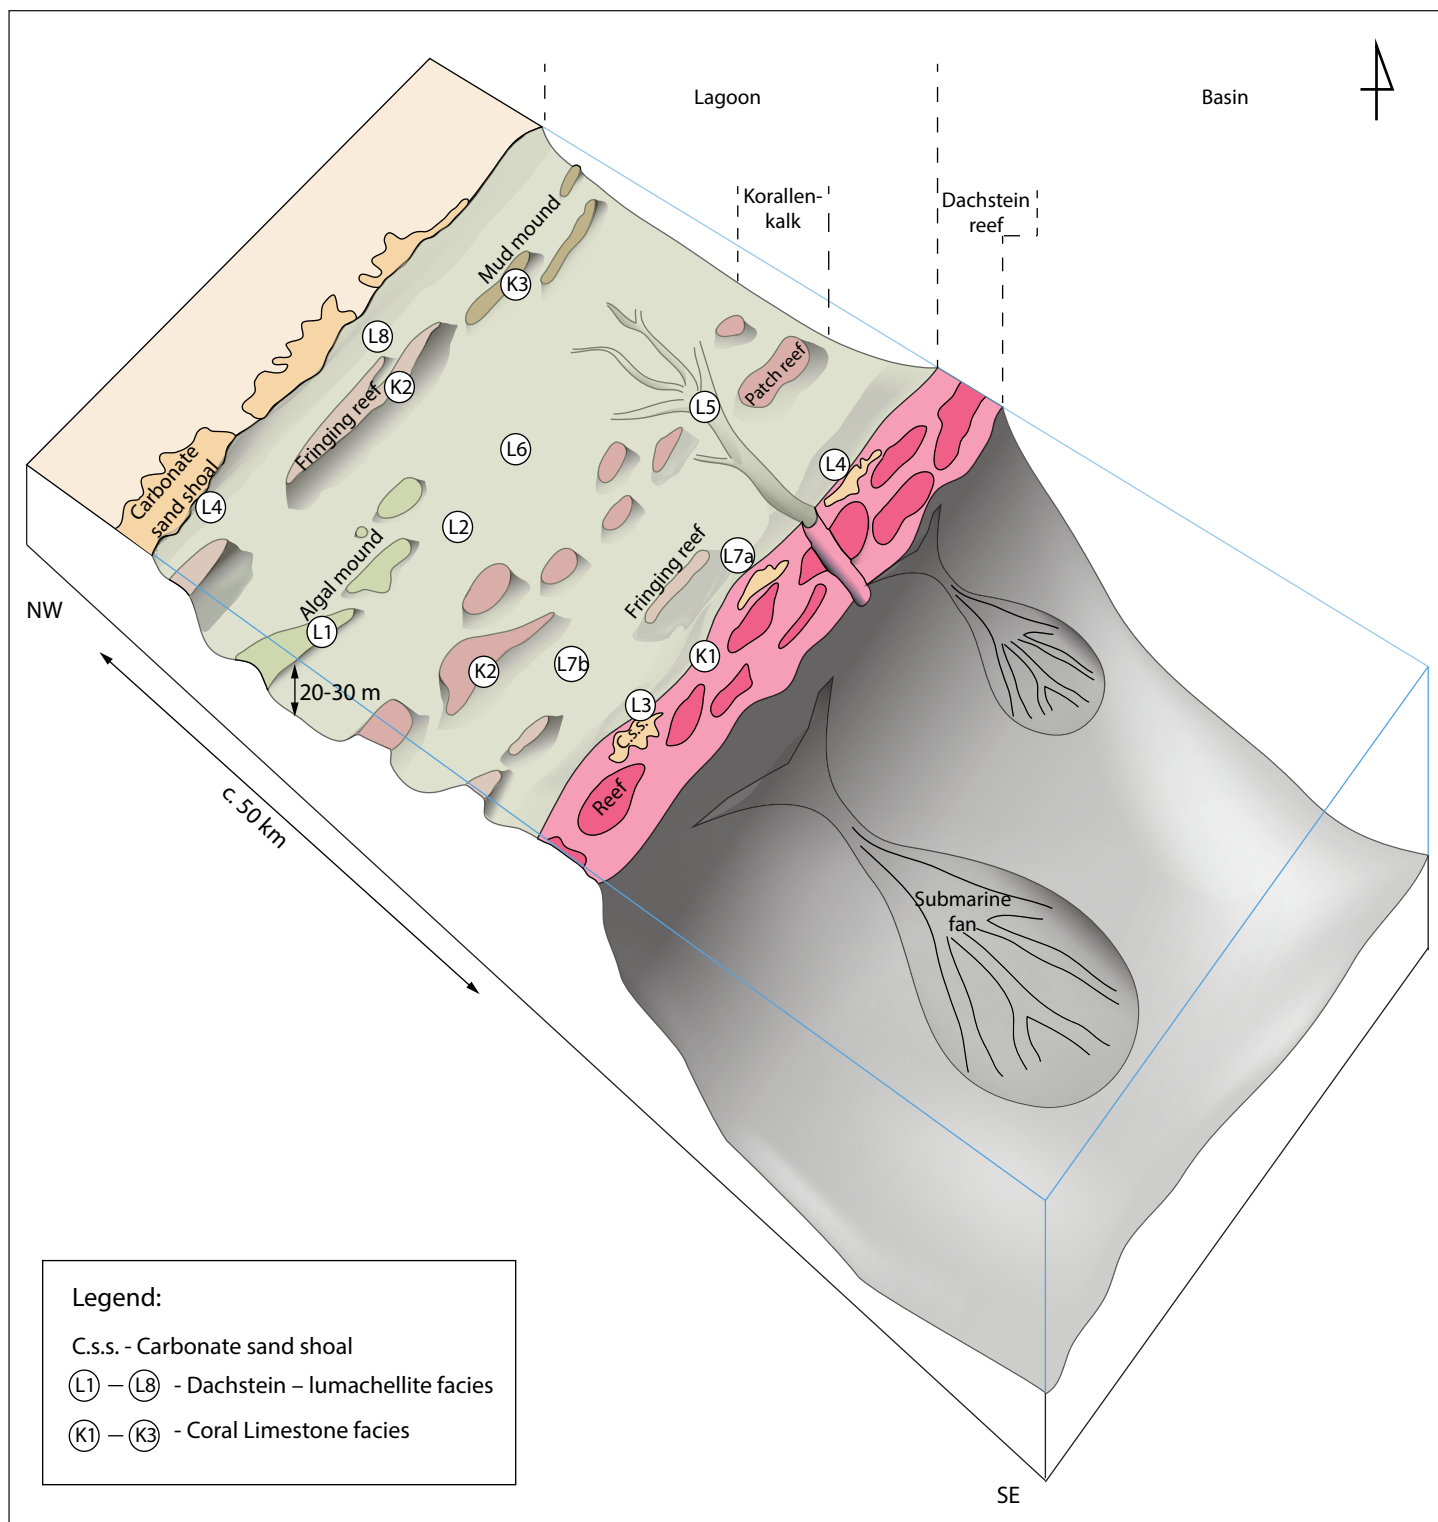 Lagoon
Basin
Korallen-
kalk
Dachstein
reef
Mud mound
K3
L8
Fringing reef
K2
Patch reef
L5
L6
L4
Carbonate
sand shoal
L4
L2
Algal mound
L1
Fringing reef
L7a
K1
K2
L7b
L3
C.s.s.
Reef
20-30 m
NW
c. 50 km
Submarine
fan
Legend:
C.s.s. - Carbonate sand shoal
L1 – L8 - Dachstein – lumachellite facies
K1 – K3 - Coral Limestone facies
SE